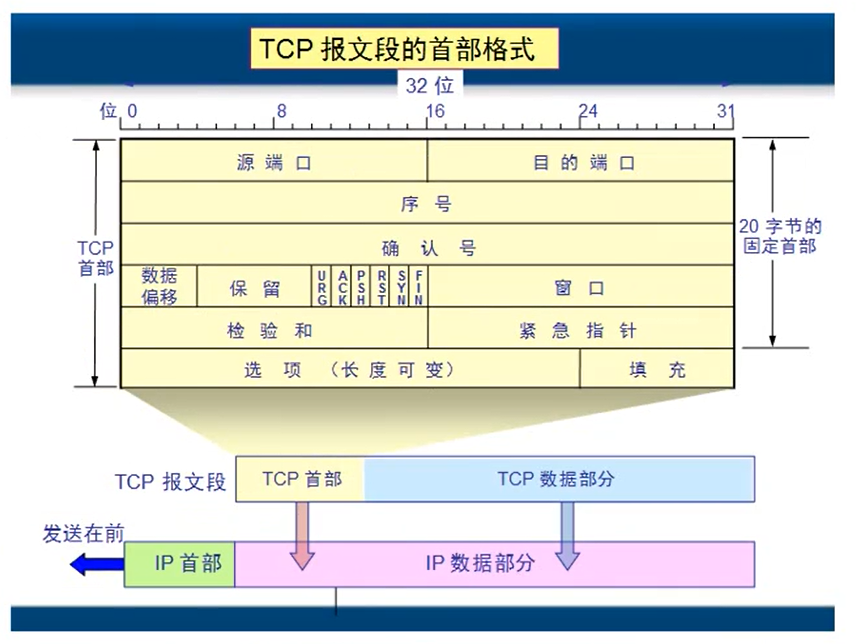 TCP 报文段的首部格式
32 位
位 0 8 16 24 31
源端口 目的端口
序号
确认号
20 字节的
固定首部
TCP
首部
数据
偏移
保留
URG
ACK
PSH
RST
SYN
FIN
窗口
检验和 紧急指针
选项 (长度可变) 填充
TCP 报文段 TCP 首部 TCP 数据部分
发送在前
IP 首部 IP 数据部分